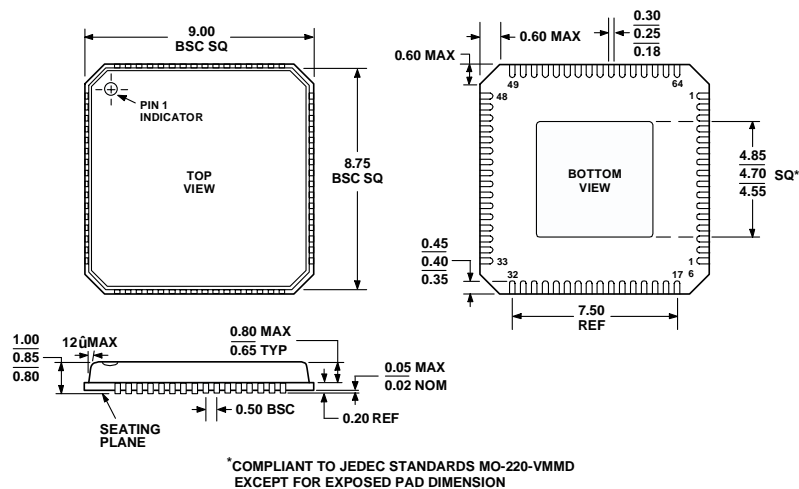 9.00
BSC SQ
PIN 1
INDICATOR
TOP
VIEW
8.75
BSC SQ
0.60 MAX
0.60 MAX
0.30
0.25
0.18
49
64
48
1
BOTTOM
VIEW
4.85
4.70 SQ*
4.55
0.45
0.40
0.35
33
32
1
17 6
7.50
REF
1.00
0.85
0.80
12ûMAX
0.80 MAX
0.65 TYP
0.05 MAX
0.02 NOM
0.50 BSC
0.20 REF
SEATING
PLANE
*COMPLIANT TO JEDEC STANDARDS MO-220-VMMD
EXCEPT FOR EXPOSED PAD DIMENSION